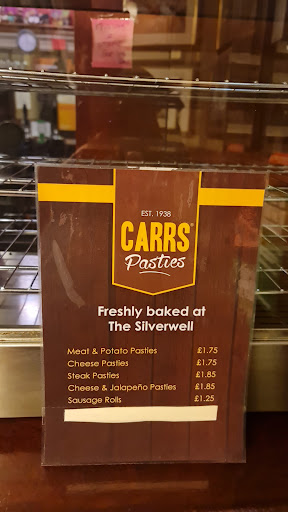 EST. 1938
CARRS
Pasties
Freshly baked at
The Silverwell
Meat & Potato Pasties £1.75
Cheese Pasties £1.75
Steak Pasties £1.85
Cheese & Jalapeño Pasties £1.85
Sausage Rolls £1.25